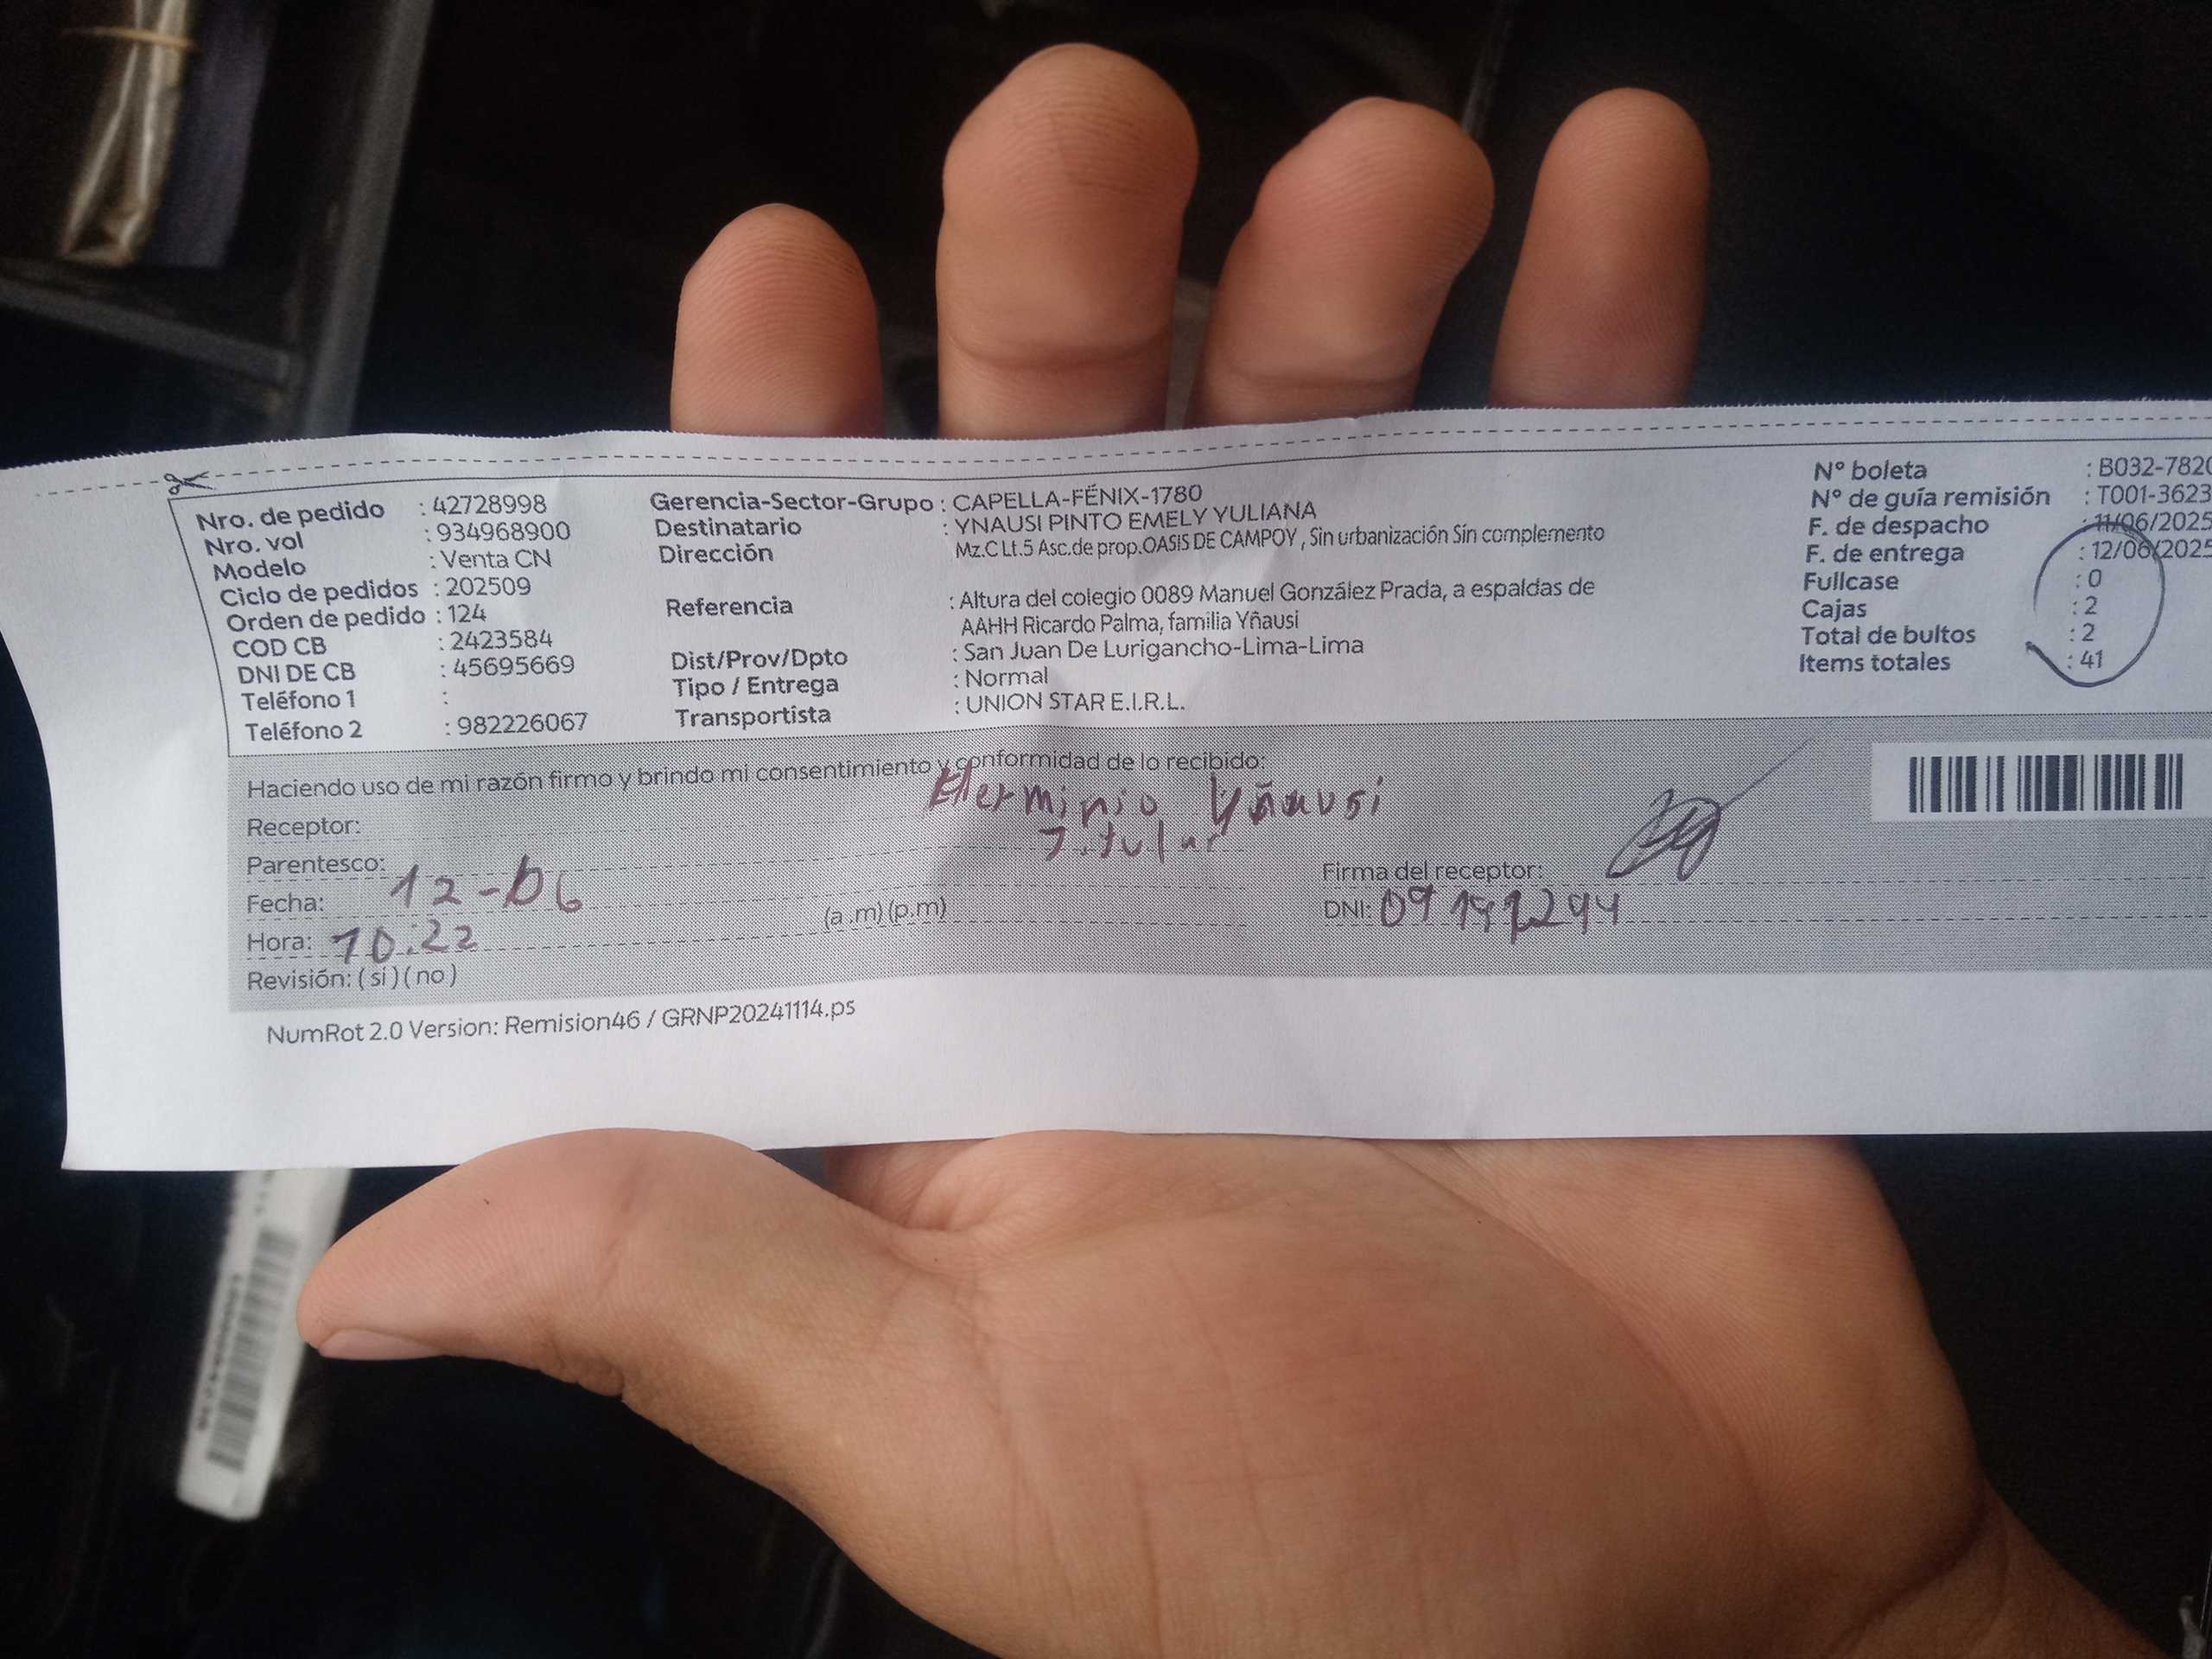 Nro. de pedido : 42728998
Nro. vol : 934968900
Modelo : Venta CN
Ciclo de pedidos : 202509
Orden de pedido : 124
COD CB : 2423584
DNI DE CB : 45695669
Teléfono 1 :
Teléfono 2 : 982226067
Gerencia-Sector-Grupo : CAPELLA-FÉNIX-1780
Destinatario : YNAUSI PINTO EMELY YULIANA
Dirección Mz.C Lt.5 Asc.de prop.OASIS DE CAMPOY , Sin urbanización Sin complemento
Referencia : Altura del colegio 0089 Manuel González Prada, a espaldas de
AAHH Ricardo Palma, familia Yñausi
Dist/Prov/Dpto : San Juan De Lurigancho-Lima-Lima
Tipo / Entrega : Normal
Transportista : UNION STAR E.I.R.L.
N° boleta : B032-782
N° de guía remisión : T001-3623
F. de despacho : 11/06/2025
F. de entrega : 12/06/2025
Fullcase : 0
Cajas : 2
Total de bultos : 2
Items totales : 41
Haciendo uso de mi razón firmo y brindo mi consentimiento y conformidad de lo recibido:
Receptor: Herminio Yñausi
Parentesco: Titular
Fecha: 12-06
Hora: 10:22 (a .m) (p.m)
Revisión: ( si ) ( no )
Firma del receptor:
DNI:
NumRot 2.0 Version: Remision46 / GRNP20241114.ps